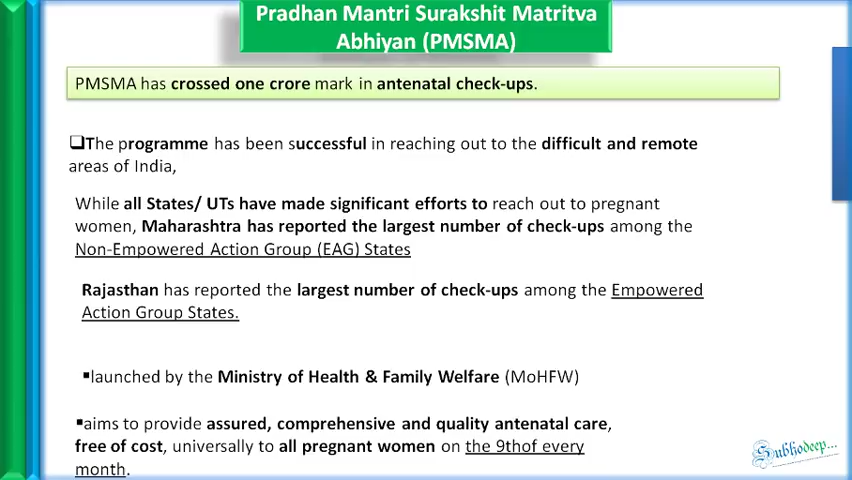 Pradhan Mantri Surakshit Matritva
Abhiyan (PMSMA)
PMSMA has crossed one crore mark in antenatal check-ups.
❑The programme has been successful in reaching out to the difficult and remote
areas of India,
While all States/ UTs have made significant efforts to reach out to pregnant
women, Maharashtra has reported the largest number of check-ups among the
Non-Empowered Action Group (EAG) States
Rajasthan has reported the largest number of check-ups among the Empowered
Action Group States.
▪launched by the Ministry of Health & Family Welfare (MoHFW)
▪aims to provide assured, comprehensive and quality antenatal care,
free of cost, universally to all pregnant women on the 9thof every
month.
Subhodeep...